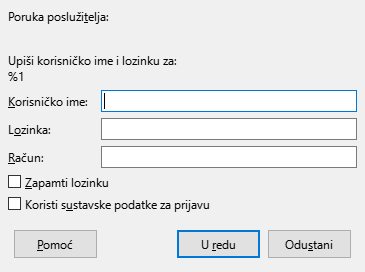 Poruka poslužitelja:
Upiši korisničko ime i lozinku za:
%1
Korisničko ime:
Lozinka:
Račun:
Zapamti lozinku
Koristi sustavske podatke za prijavu
Pomoć
U redu
Odustani